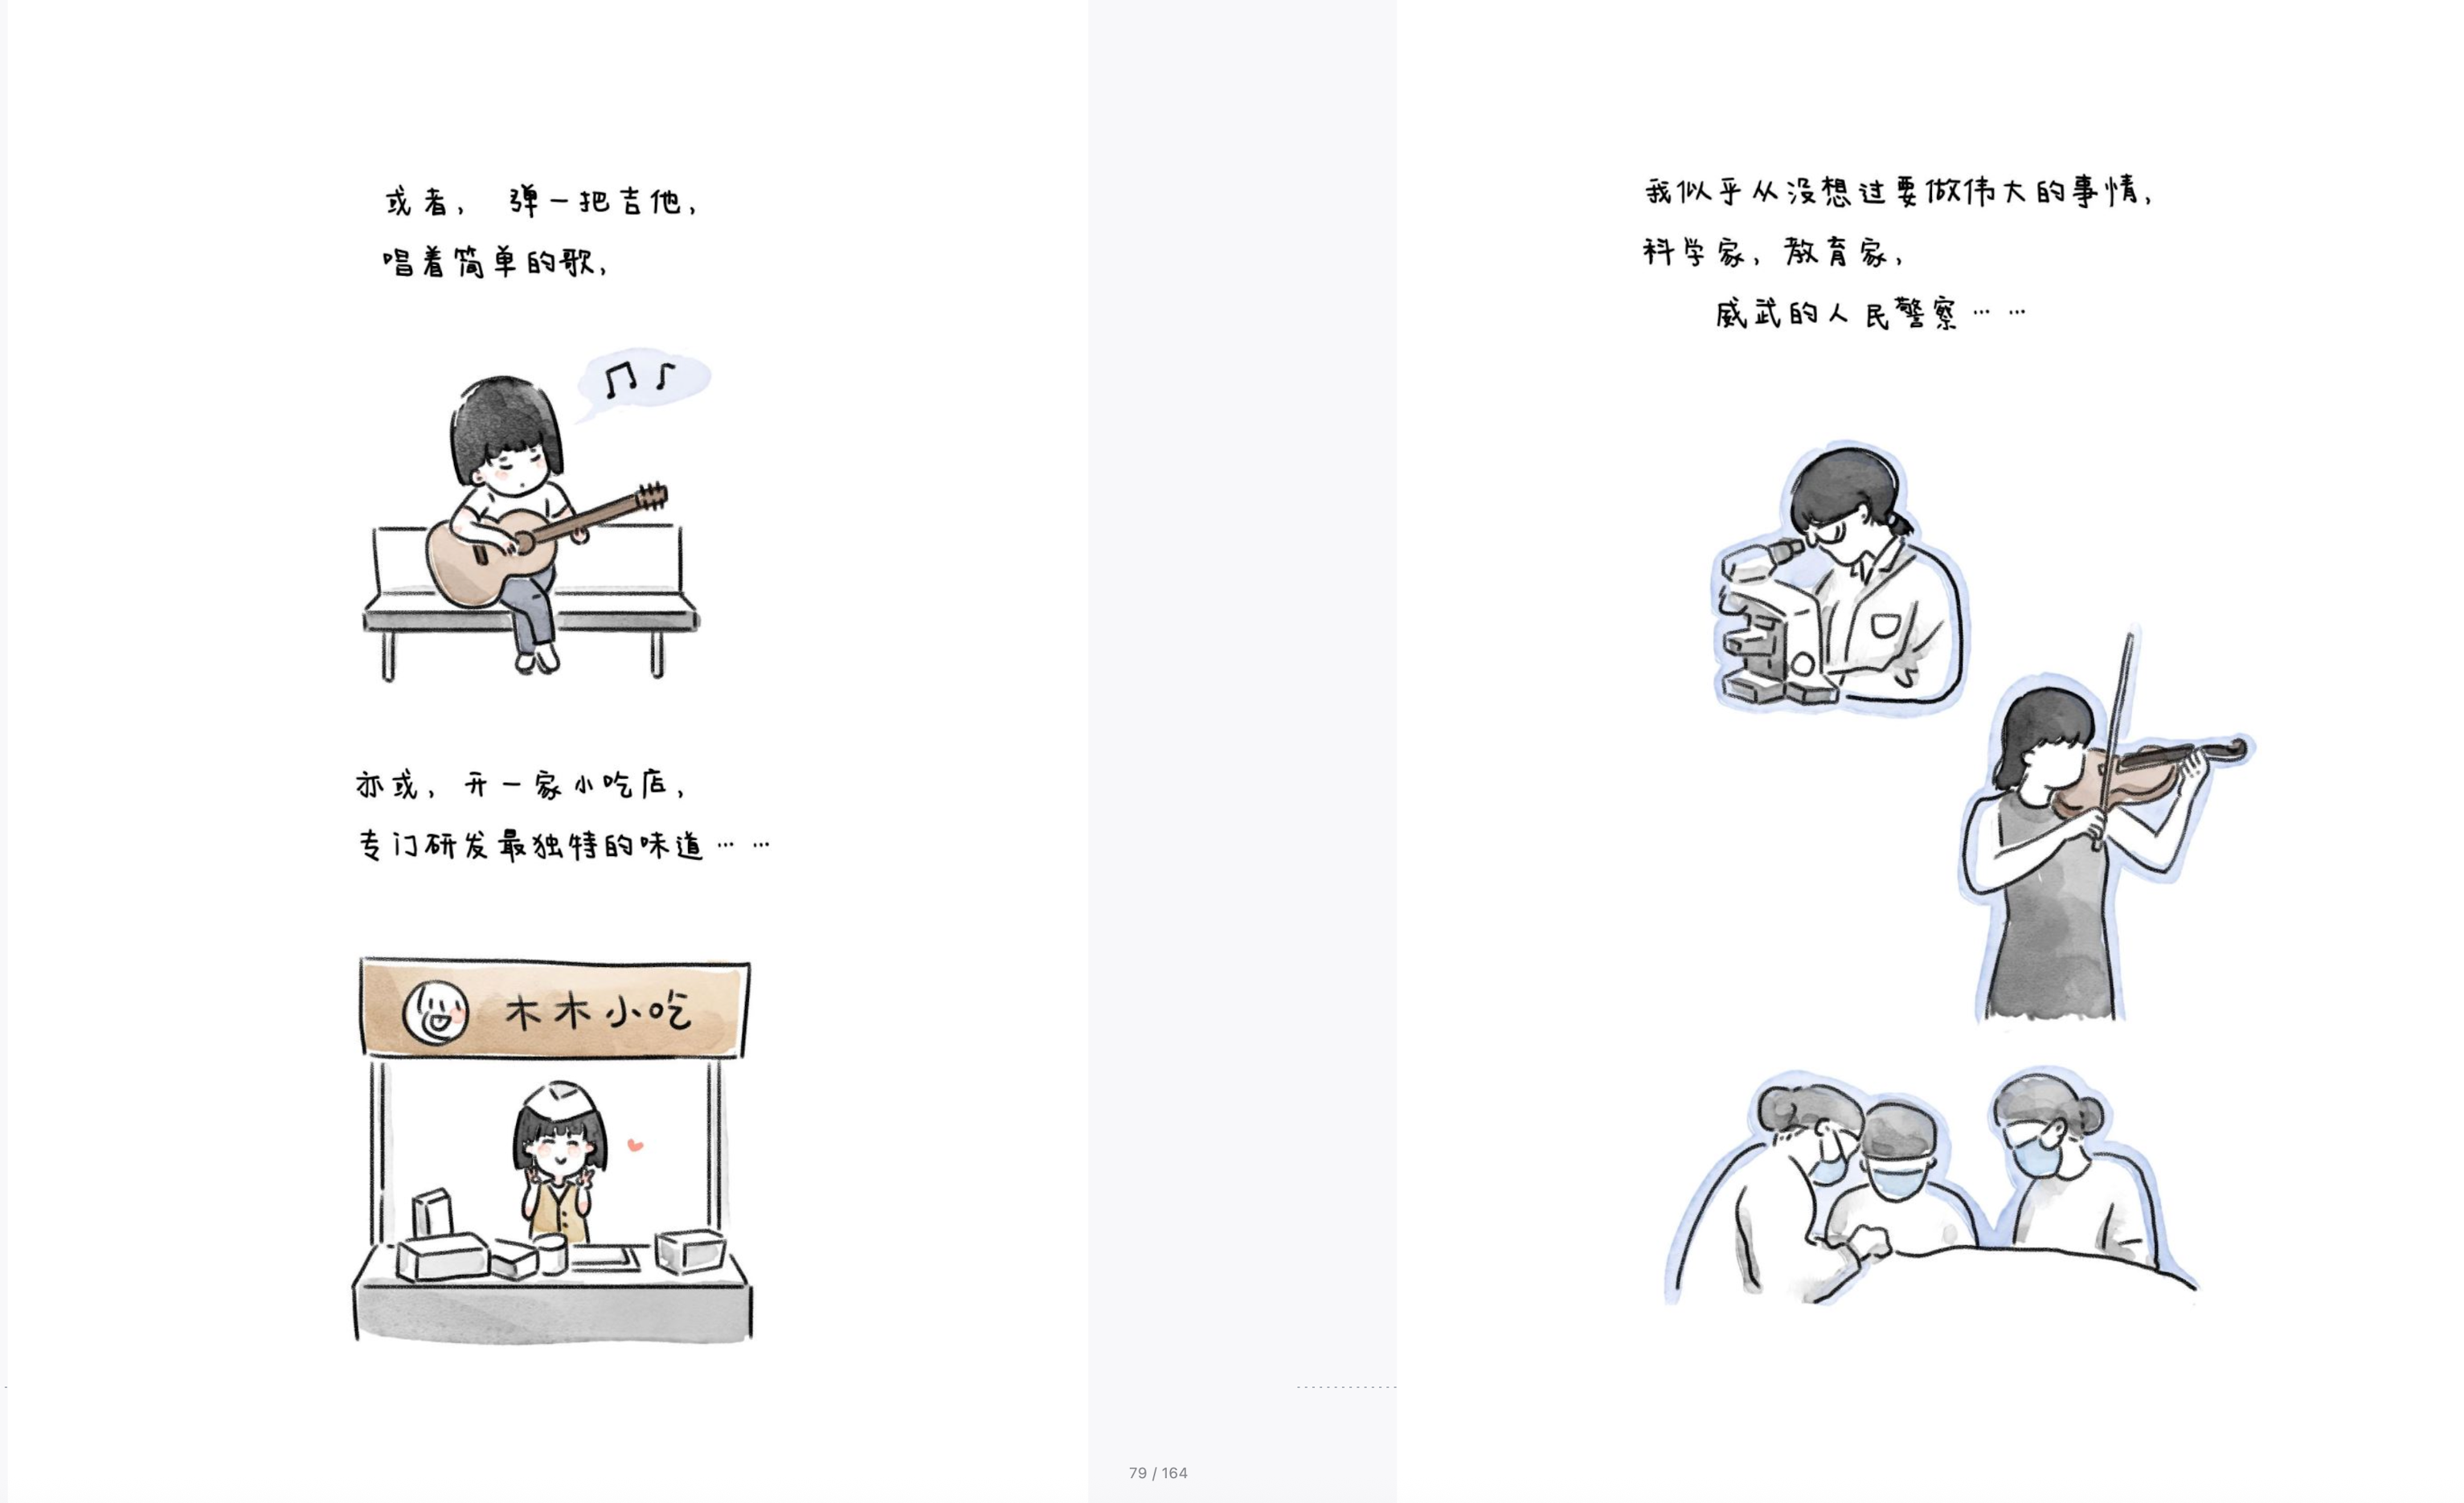 或者， 弹一把吉他，
唱着简单的歌，
亦或，开一家小吃店，
专门研发最独特的味道……
木木小吃
79 / 164
我似乎从没想过要做伟大的事情，
科学家，教育家，
威武的人民警察……